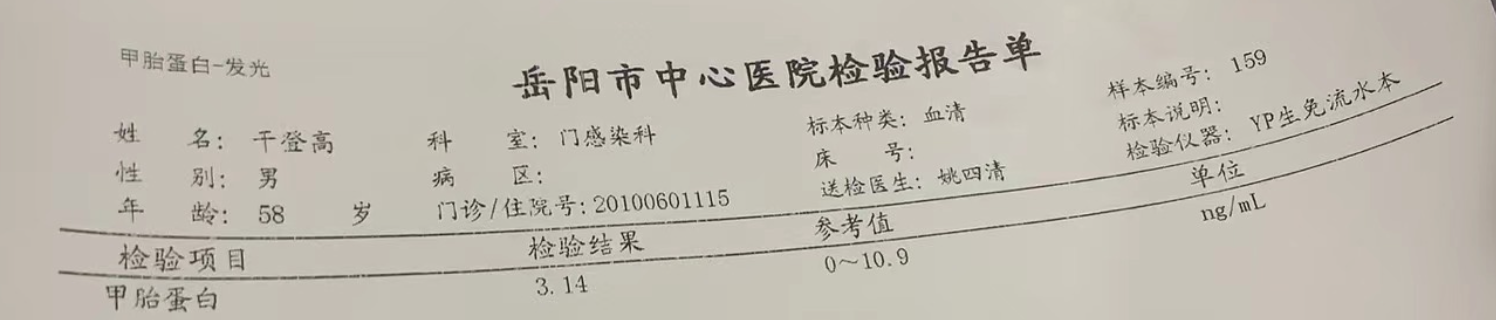 甲胎蛋白-发光
岳阳市中心医院检验报告单
姓 名: 干登高 科 室: 门感染科 标本种类: 血清 样本编号: 159
性 别: 男 病 区: 床 号: 标本说明:
年 龄: 58 岁 门诊/住院号: 20100601115 送检医生: 姚四清 检验仪器: YP生免流水本
检验项目 检验结果 参考值 单位
甲胎蛋白 3.14 0~10.9 ng/mL